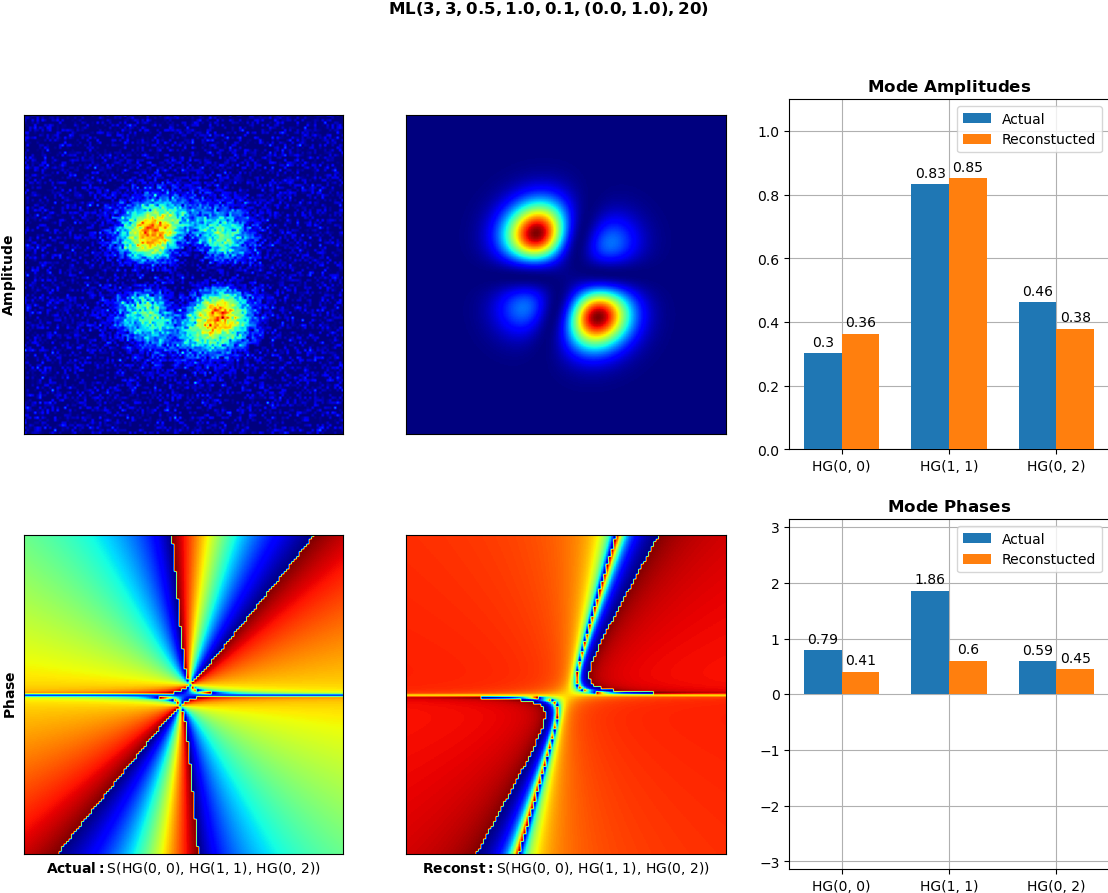 ML(3, 3, 0.5, 1.0, 0.1, (0.0, 1.0), 20)
Amplitude
Mode Amplitudes
Actual
Reconstucted
1.0
0.8
0.6
0.4
0.2
0.0
0.3
0.36
0.83
0.85
0.46
0.38
HG(0, 0)
HG(1, 1)
HG(0, 2)
Phase
Actual: S(HG(0, 0), HG(1, 1), HG(0, 2))
Reconst: S(HG(0, 0), HG(1, 1), HG(0, 2))
Mode Phases
Actual
Reconstucted
3
2
1
0
−1
−2
−3
0.79
0.41
1.86
0.6
0.59
0.45
HG(0, 0)
HG(1, 1)
HG(0, 2)